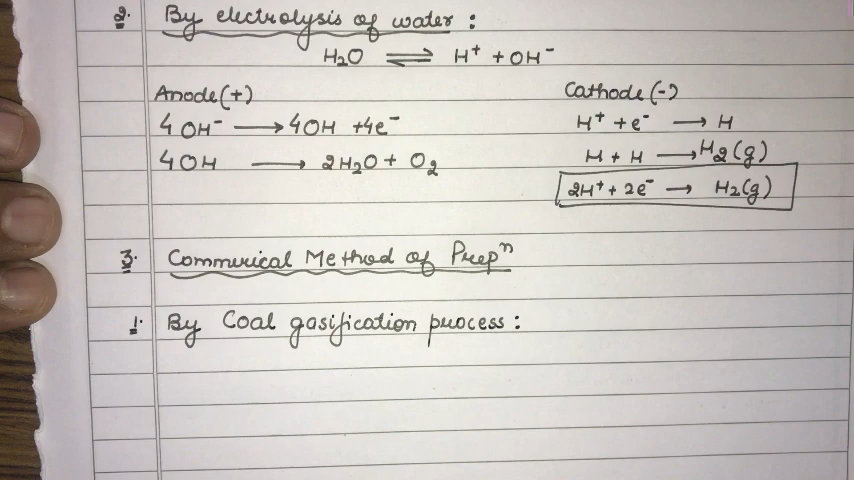 2. By electrolysis of water :
H₂O ⇌ H⁺ + OH⁻
Anode(+) Cathode(-)
4OH⁻ ⟶ 4OH + 4e⁻ H⁺ + e⁻ ⟶ H
4OH ⟶ 2H₂O + O₂ H + H ⟶ H₂(g)
2H⁺ + 2e⁻ → H₂(g)
3. Commerical Method of Prepⁿ
1. By Coal gasification process :